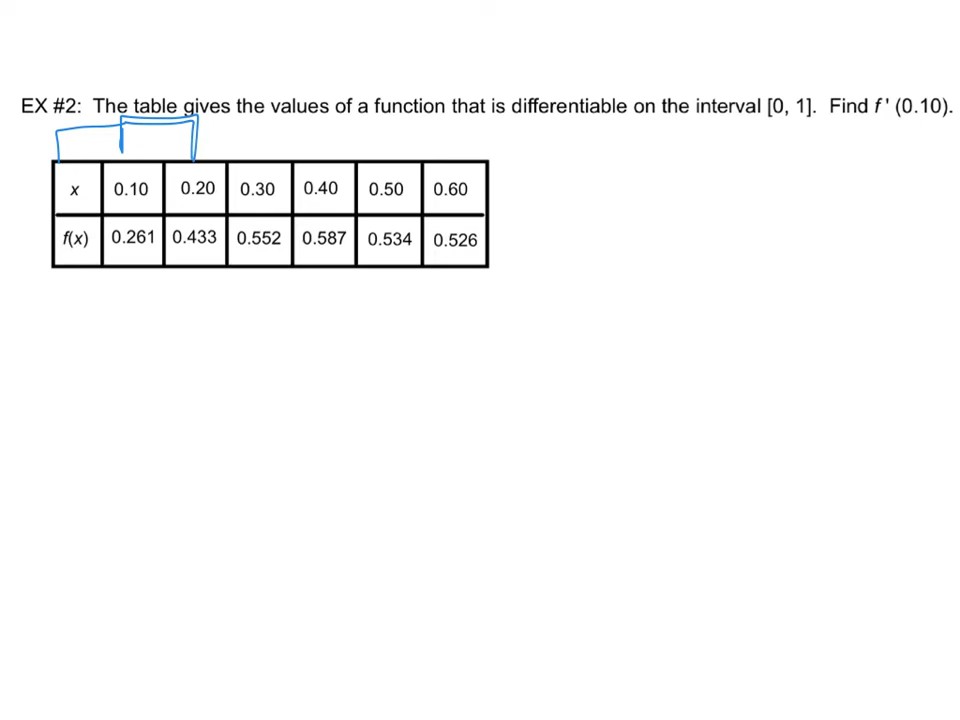 EX #2: The table gives the values of a function that is differentiable on the interval [0, 1]. Find f ' (0.10).
x 0.10 0.20 0.30 0.40 0.50 0.60
f(x) 0.261 0.433 0.552 0.587 0.534 0.526